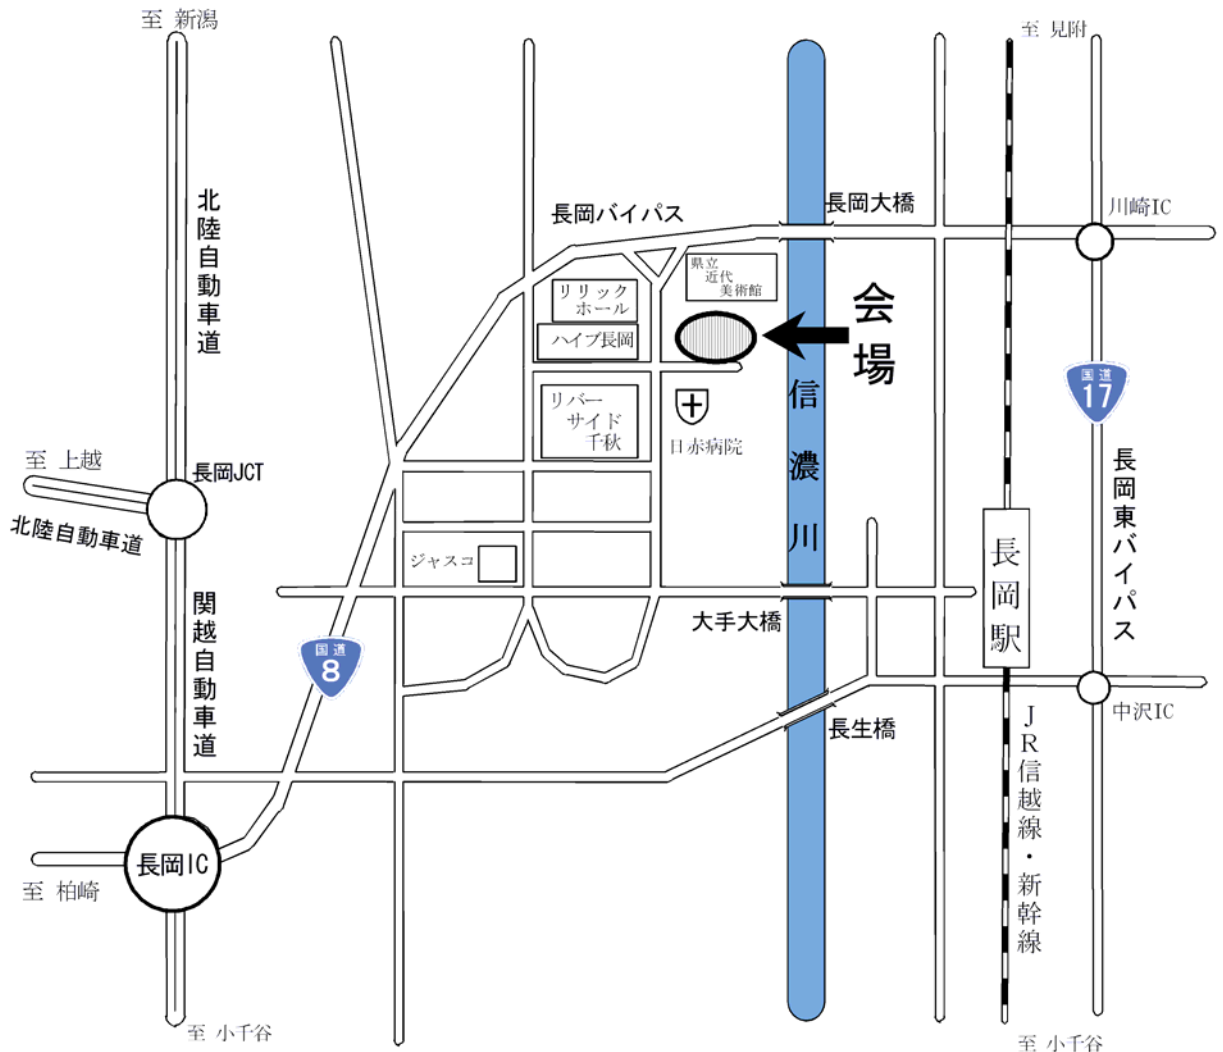 至 新潟
至 見附
北陸自動車道
長岡バイパス
長岡大橋
川崎IC
県立
近代
美術館
リリック
ホール
ハイブ長岡
会場
国道
17
リバー
サイド
千秋
日赤病院
信濃川
至 上越
長岡JCT
北陸自動車道
長岡東バイパス
ジャスコ
長岡駅
関越自動車道
大手大橋
国道
8
中沢IC
長生橋
JR信越線・新幹線
長岡IC
至 柏崎
至 小千谷
至 小千谷